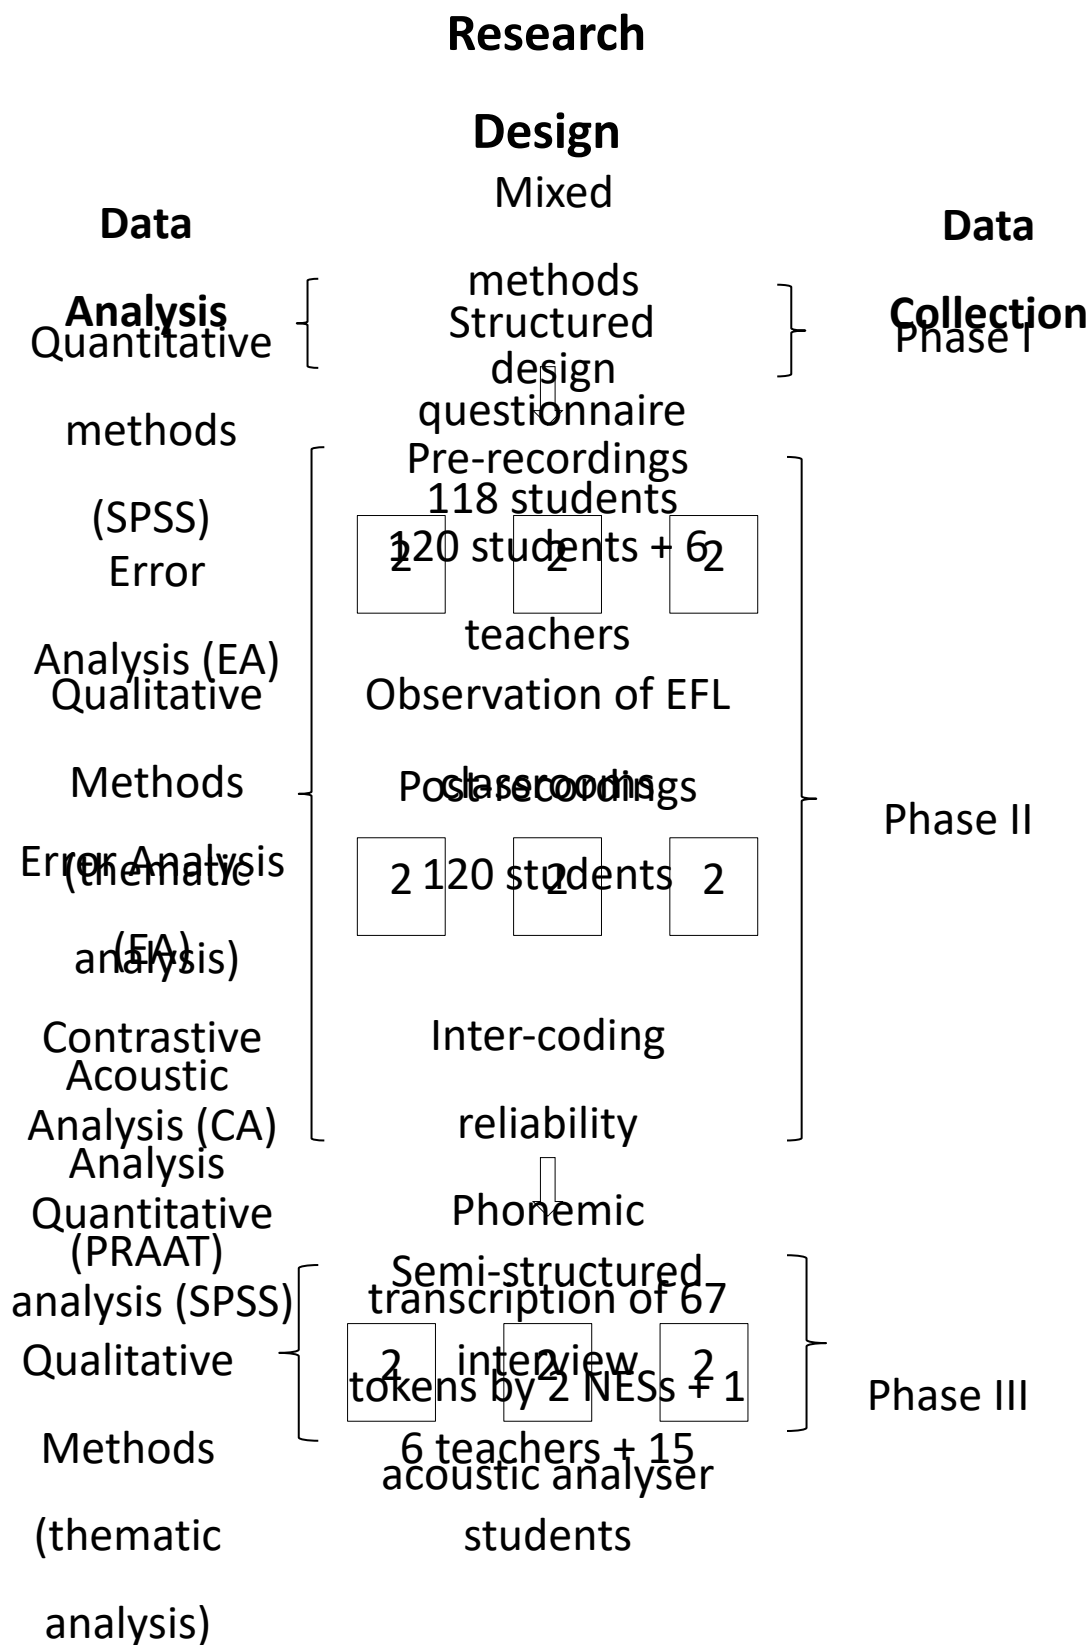 Research
Design
Mixed
methods
design
Data
Analysis
Data
Collection
Quantitative
methods
(SPSS)
Structured
questionnaire
118 students
Phase I
Error
Analysis (EA)
Pre-recordings
120 students + 6
teachers
2
2
2
Qualitative
Methods
(thematic
analysis)
Observation of EFL
classrooms
Error Analysis
(EA)
Contrastive
Analysis (CA)
Quantitative
analysis (SPSS)
Post-recordings
120 students
2
2
2
Phase II
Acoustic
Analysis
(PRAAT)
Inter-coding
reliability
Phonemic
transcription of 67
tokens by 2 NESs + 1
acoustic analyser
Qualitative
Methods
(thematic
analysis)
Semi-structured
interview
6 teachers + 15
students
2
2
2
Phase III